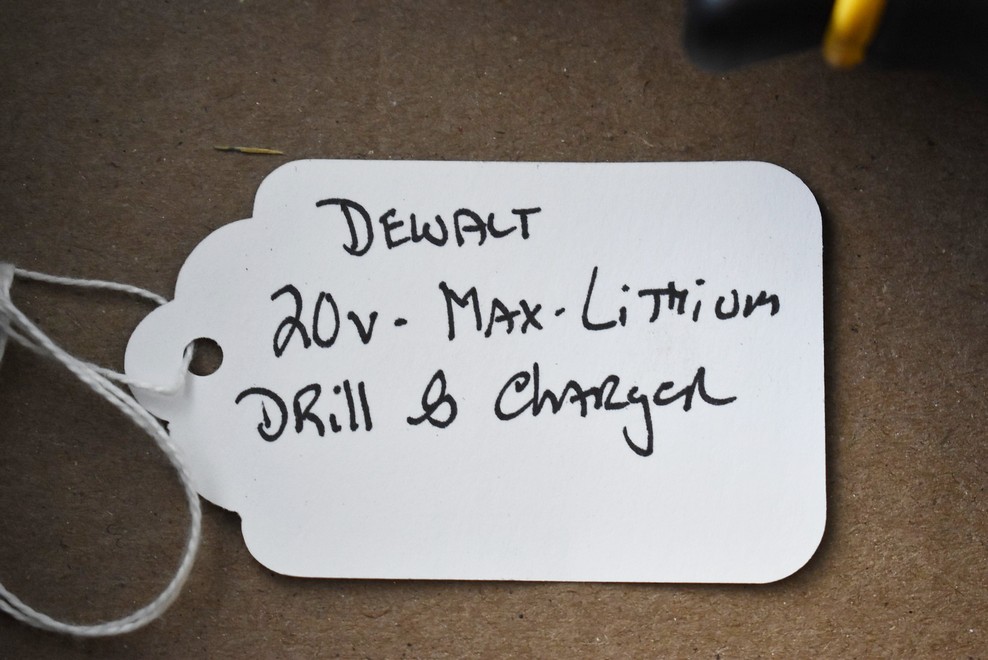 DEWALT
20v. MAX. LiTHiUM
DRill & CHARger